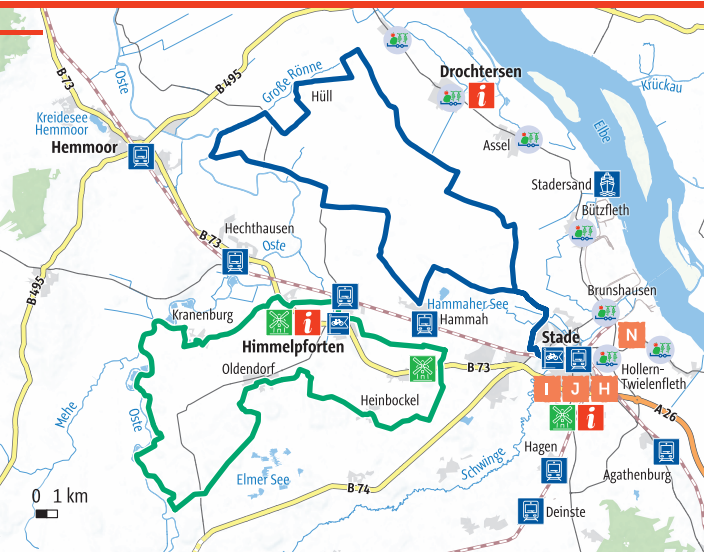 B 73
Oste
B 495
Große Rönne
Hüll
Drochtersen
i
Krückau
Kreidesee
Hemmoor
Hemmoor
Assel
Elbe
Stadersand
Bützfleth
Hechthausen
B 73
Oste
B 495
Brunshausen
Kranenburg
Hammaher See
Hammah
i
Himmelpforten
Stade
N
Oldendorf
B 73
Hollern-
Twielenfleth
I J H
Heinbockel
A 26
i
Mehe
Oste
Hagen
Schwinge
Agathenburg
Elmer See
B 74
0 1 km
Deinste